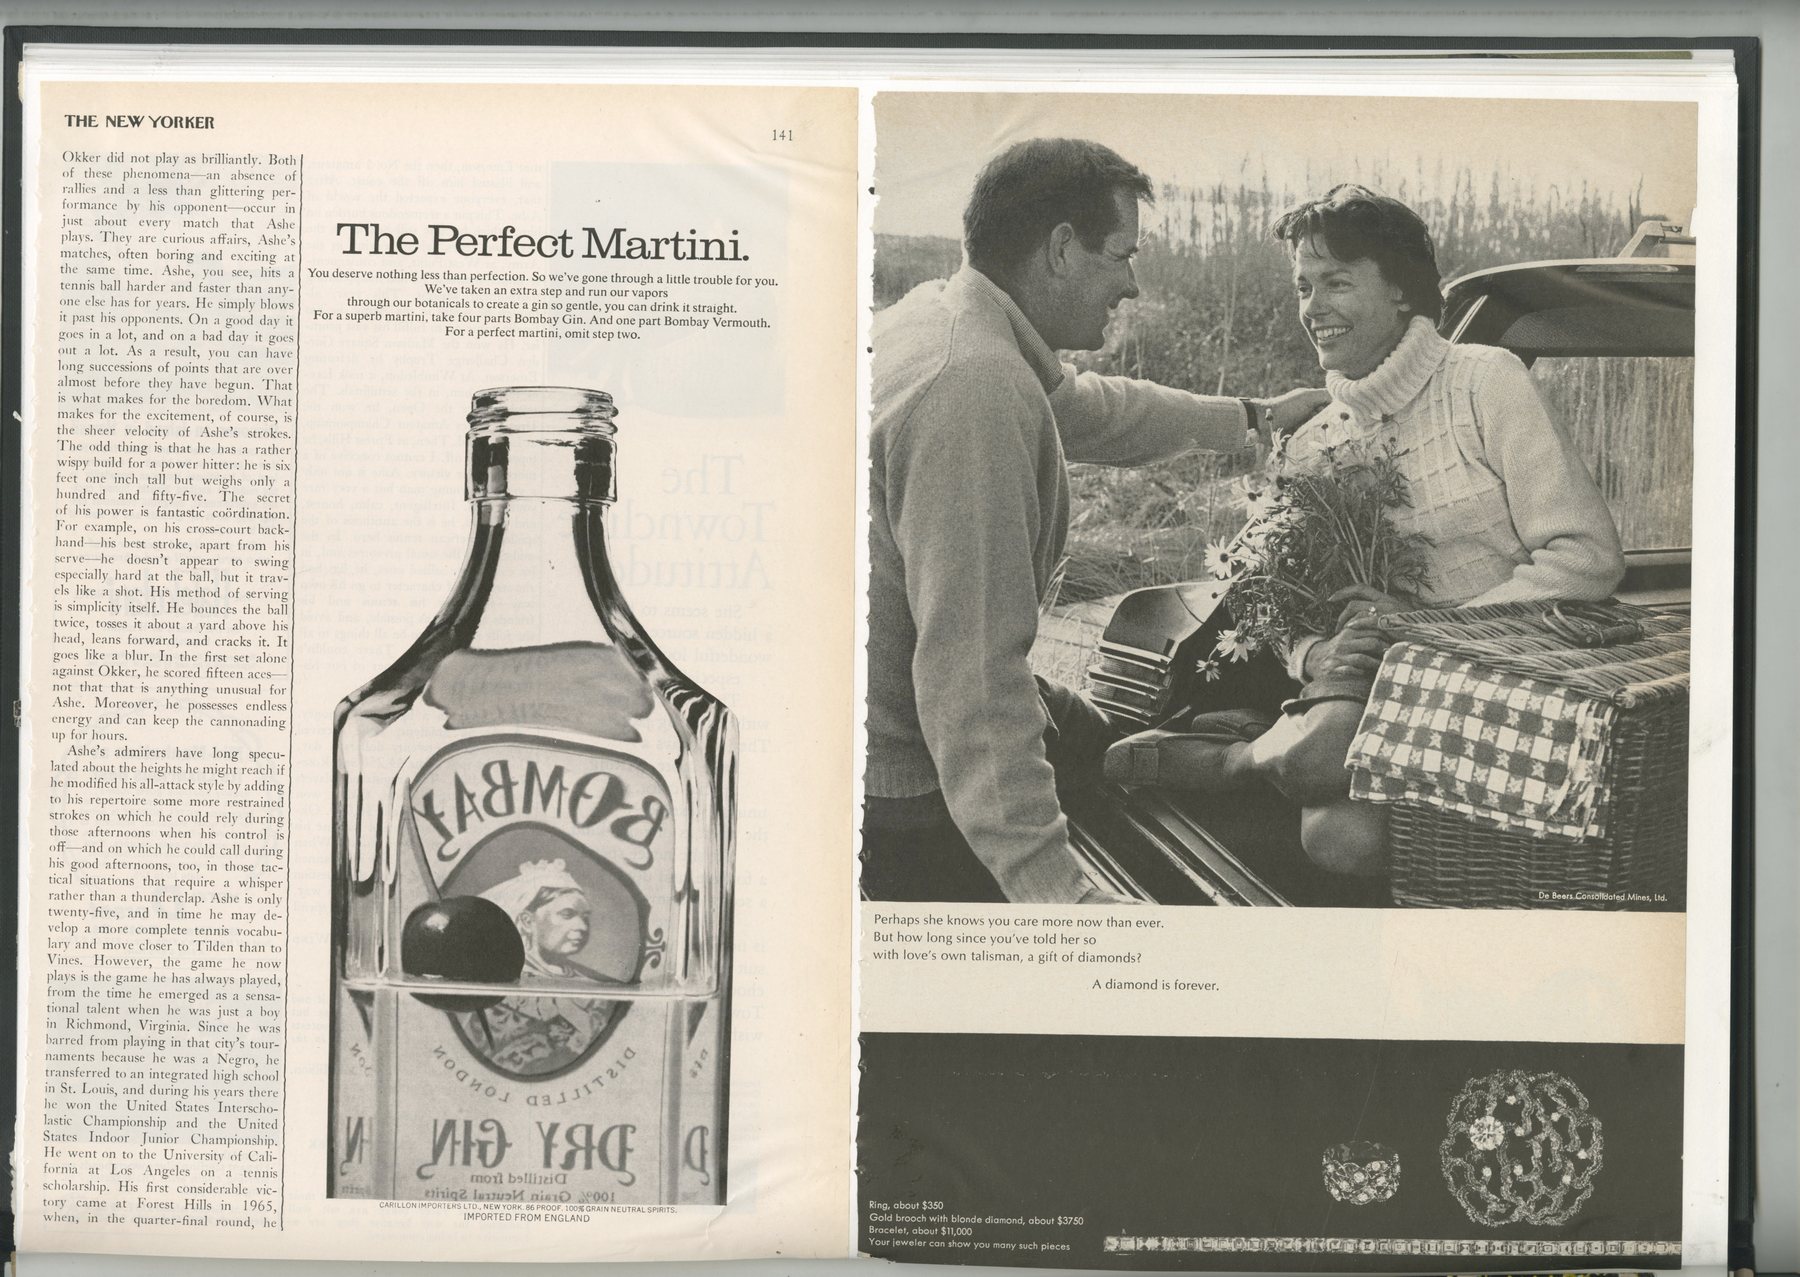 THE NEW YORKER
141
Okker did not play as brilliantly. Both
of these phenomena—an absence of
rallies and a less than glittering per-
formance by his opponent—occur in
just about every match that Ashe
plays. They are curious affairs, Ashe's
matches, often boring and exciting at
the same time. Ashe, you see, hits a
tennis ball harder and faster than any-
one else has for years. He simply blows
it past his opponents. On a good day it
goes in a lot, and on a bad day it goes
out a lot. As a result, you can have
long successions of points that are over
almost before they have begun. That
is what makes for the boredom. What
makes for the excitement, of course, is
the sheer velocity of Ashe's strokes.
The odd thing is that he has a rather
wispy build for a power hitter: he is six
feet one inch tall but weighs only a
hundred and fifty-five. The secret
of his power is fantastic coördination.
For example, on his cross-court back-
hand—his best stroke, apart from his
serve—he doesn't appear to swing
especially hard at the ball, but it trav-
els like a shot. His method of serving
is simplicity itself. He bounces the ball
twice, tosses it about a yard above his
head, leans forward, and cracks it. It
goes like a blur. In the first set alone
against Okker, he scored fifteen aces—
not that that is anything unusual for
Ashe. Moreover, he possesses endless
energy and can keep the cannonading
up for hours.
Ashe's admirers have long specu-
lated about the heights he might reach if
he modified his all-attack style by adding
to his repertoire some more restrained
strokes on which he could rely during
those afternoons when his control is
off—and on which he could call during
his good afternoons, too, in those tac-
tical situations that require a whisper
rather than a thunderclap. Ashe is only
twenty-five, and in time he may de-
velop a more complete tennis vocabu-
lary and move closer to Tilden than to
Vines. However, the game he now
plays is the game he has always played,
from the time he emerged as a sensa-
tional talent when he was just a boy
in Richmond, Virginia. Since he was
barred from playing in that city's tour-
naments because he was a Negro, he
transferred to an integrated high school
in St. Louis, and during his years there
he won the United States Interscho-
lastic Championship and the United
States Indoor Junior Championship.
He went on to the University of Cali-
fornia at Los Angeles on a tennis
scholarship. His first considerable vic-
tory came at Forest Hills in 1965,
when, in the quarter-final round, he
The Perfect Martini.
You deserve nothing less than perfection. So we've gone through a little trouble for you.
We've taken an extra step and run our vapors
through our botanicals to create a gin so gentle, you can drink it straight.
For a superb martini, take four parts Bombay Gin. And one part Bombay Vermouth.
For a perfect martini, omit step two.
BOMBAY
DISTILLED LONDON
DRY GIN
Distilled from
100% Grain Neutral Spirits
CARILLON IMPORTERS LTD., NEW YORK. 86 PROOF. 100% GRAIN NEUTRAL SPIRITS.
IMPORTED FROM ENGLAND
De Beers Consolidated Mines, Ltd.
Perhaps she knows you care more now than ever.
But how long since you've told her so
with love's own talisman, a gift of diamonds?
A diamond is forever.
Ring, about $350
Gold brooch with blonde diamond, about $3750
Bracelet, about $11,000
Your jeweler can show you many such pieces